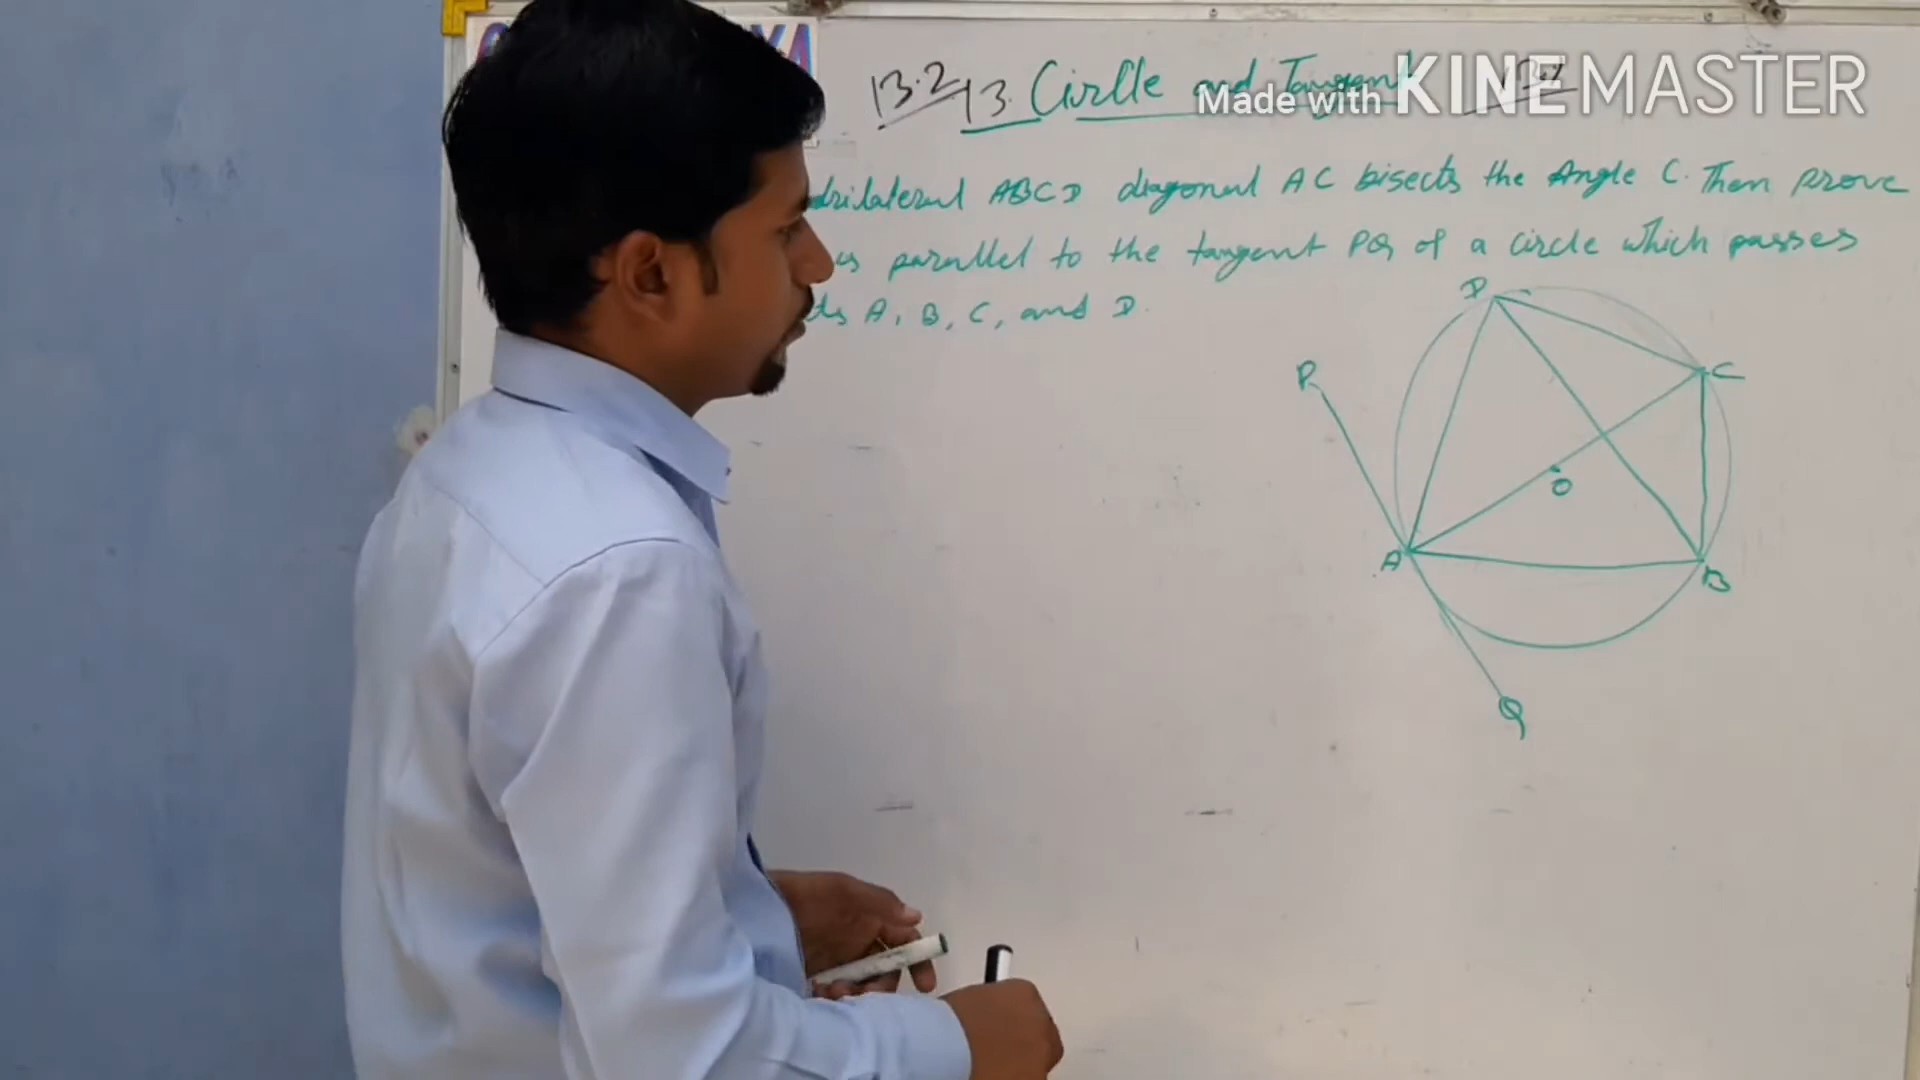 13.2 13. Cirlle and Tangent
Made with KINEMASTER
drilateral ABCD diagonal AC bisects the Angle C. Then prove
is parallel to the tangent PQ of a circle which passes
ts A, B, C, and D.
D
C
P
O
A
B
Q